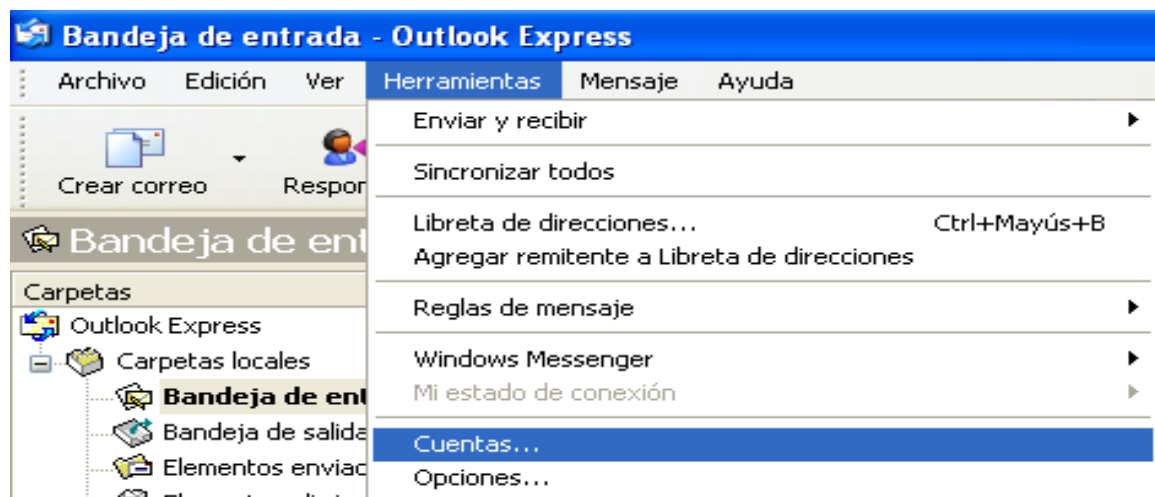 Bandeja de entrada - Outlook Express
Archivo Edición Ver Herramientas Mensaje Ayuda
Crear correo Respon
Enviar y recibir
Sincronizar todos
Libreta de direcciones... Ctrl+Mayús+B
Agregar remitente a Libreta de direcciones
Reglas de mensaje
Windows Messenger
Mi estado de conexión
Cuentas...
Opciones...
Bandeja de ent
Carpetas
Outlook Express
Carpetas locales
Bandeja de ent
Bandeja de salida
Elementos enviad